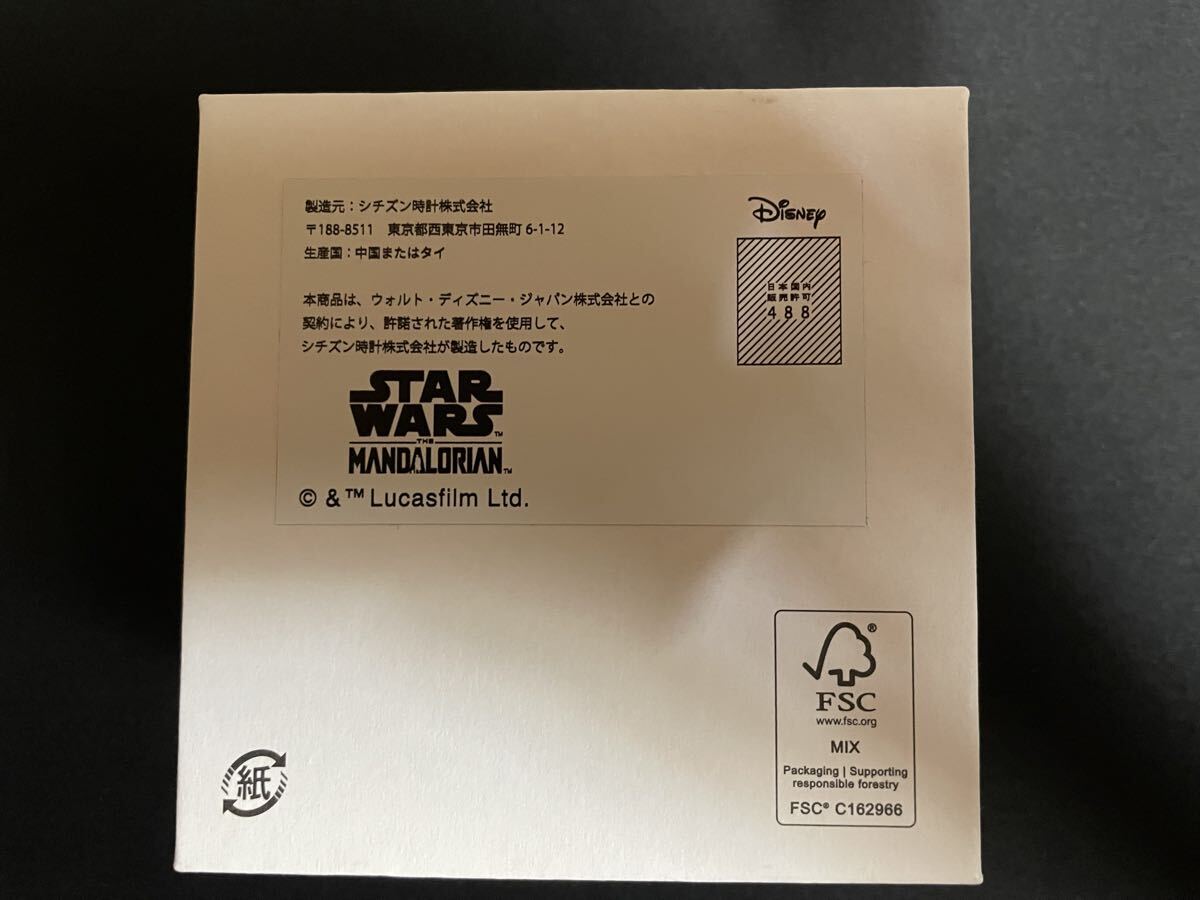 製造元：シチズン時計株式会社
〒188-8511　東京都西東京市田無町 6-1-12
生産国：中国またはタイ
本商品は、ウォルト・ディズニー・ジャパン株式会社との
契約により、許諾された著作権を使用して、
シチズン時計株式会社が製造したものです。
STAR
WARS™
THE
MANDALORIAN™
© &™ Lucasfilm Ltd.
Disney
日本国内
販売許可
488
®
FSC
www.fsc.org
MIX
Packaging | Supporting
responsible forestry
FSC® C162966
紙